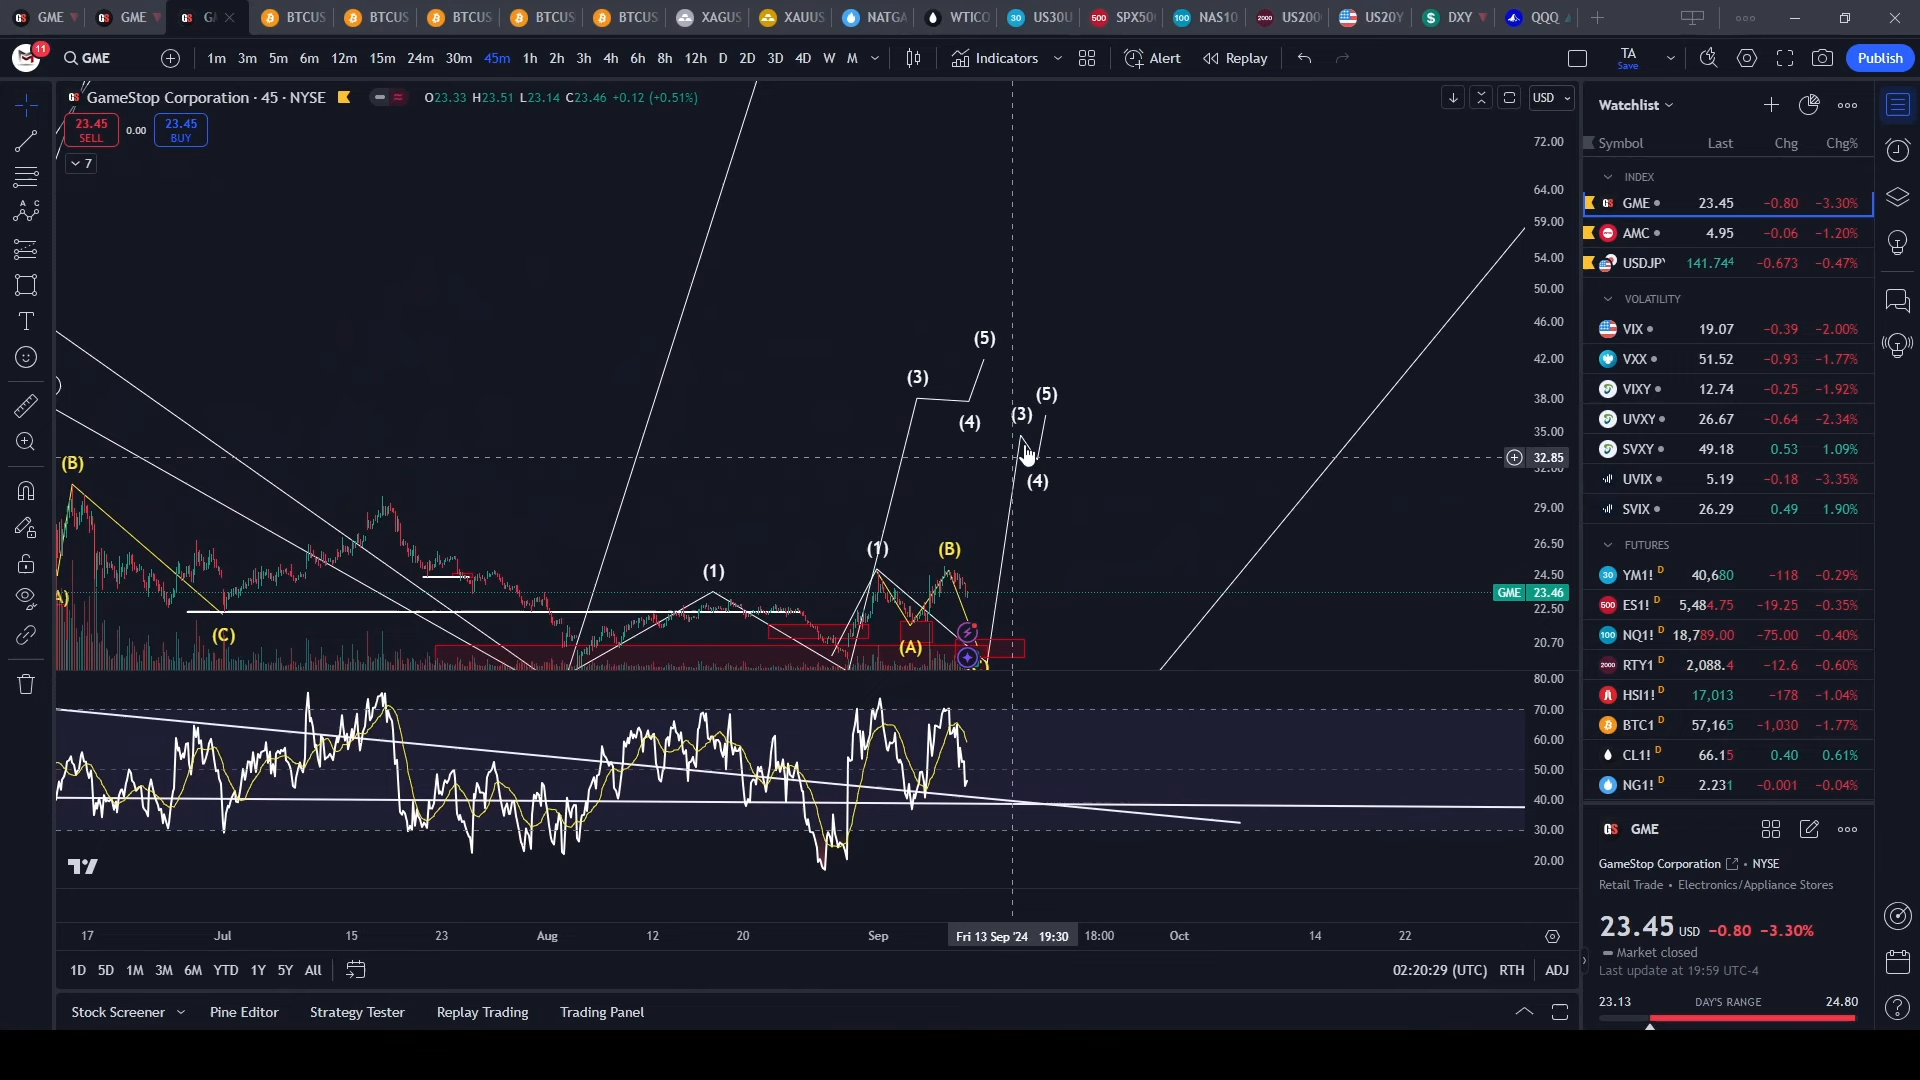 GME
GME
G
BTCUS
BTCUS
BTCUS
BTCUS
BTCUS
XAGUS
XAUUS
NATGA
WTICO
30 US30U
500 SPX50
100 NAS10
2000 US200
US20Y
DXY
QQQ
11
GME
1m 3m 5m 6m 12m 15m 24m 30m 45m 1h 2h 3h 4h 6h 8h 12h D 2D 3D 4D W M
Indicators
Alert
Replay
TA
Save
Publish
GameStop Corporation · 45 · NYSE
O23.33 H23.51 L23.14 C23.46 +0.12 (+0.51%)
USD
23.45
SELL
0.00
23.45
BUY
7
72.00
64.00
59.00
54.00
50.00
46.00
42.00
38.00
35.00
32.85
32.00
29.00
26.50
24.50
GME 23.46
22.50
20.70
(5)
(3)
(5)
(3)
(4)
(B)
(4)
(1)
(B)
(1)
(C)
(A)
80.00
70.00
60.00
50.00
40.00
30.00
20.00
17 Jul 15 23 Aug 12 20 Sep Fri 13 Sep '24 19:30 18:00 Oct 14 22
1D 5D 1M 3M 6M YTD 1Y 5Y All
02:20:29 (UTC) RTH ADJ
Stock Screener Pine Editor Strategy Tester Replay Trading Trading Panel
Watchlist
Symbol Last Chg Chg%
INDEX
GME 23.45 −0.80 −3.30%
AMC 4.95 −0.06 −1.20%
USDJPY 141.744 −0.673 −0.47%
VOLATILITY
VIX 19.07 −0.39 −2.00%
VXX 51.52 −0.93 −1.77%
VIXY 12.74 −0.25 −1.92%
UVXY 26.67 −0.64 −2.34%
SVXY 49.18 0.53 1.09%
UVIX 5.19 −0.18 −3.35%
SVIX 26.29 0.49 1.90%
FUTURES
30 YM1! D 40,680 −118 −0.29%
500 ES1! D 5,484.75 −19.25 −0.35%
100 NQ1! D 18,789.00 −75.00 −0.40%
2000 RTY1 D 2,088.4 −12.6 −0.60%
HSI1! D 17,013 −178 −1.04%
BTC1 D 57,165 −1,030 −1.77%
CL1! D 66.15 0.40 0.61%
NG1! D 2.231 −0.001 −0.04%
GME
GameStop Corporation · NYSE
Retail Trade • Electronics/Appliance Stores
23.45 USD −0.80 −3.30%
Market closed
Last update at 19:59 UTC-4
23.13 DAY'S RANGE 24.80